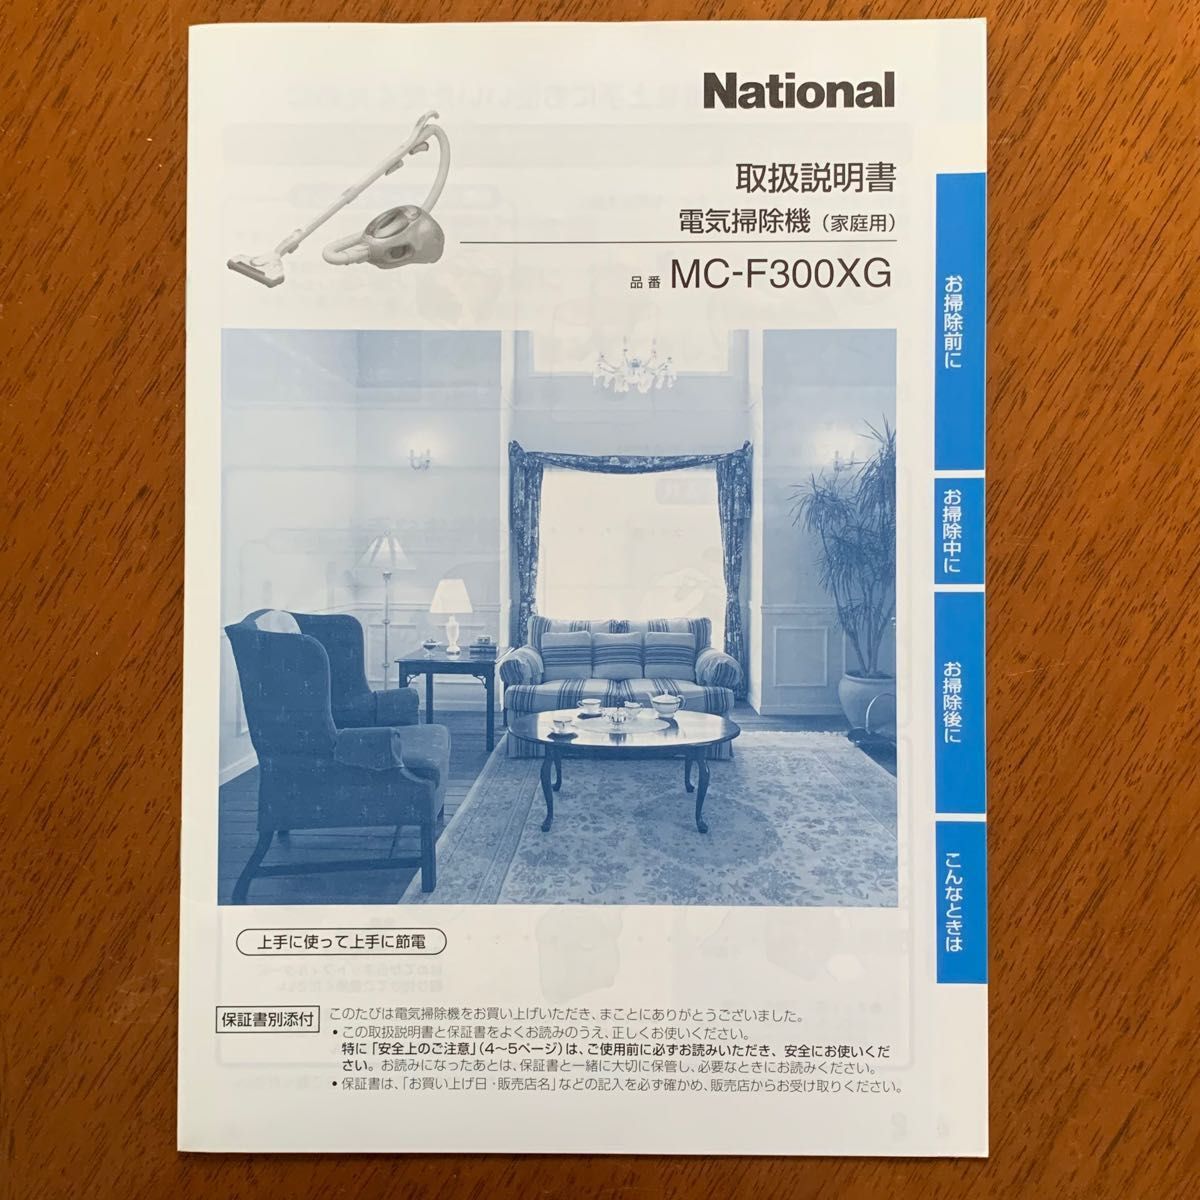 National
取扱説明書
電気掃除機（家庭用）
品番 MC-F300XG
お掃除前に
お掃除中に
お掃除後に
こんなときは
上手に使って上手に節電
保証書別添付
このたびは電気掃除機をお買い上げいただき、まことにありがとうございました。
• この取扱説明書と保証書をよくお読みのうえ、正しくお使いください。
特に「安全上のご注意」（4～5ページ）は、ご使用前に必ずお読みいただき、安全にお使いくだ
さい。お読みになったあとは、保証書と一緒に大切に保管し、必要なときにお読みください。
• 保証書は、「お買い上げ日・販売店名」などの記入を必ず確かめ、販売店からお受け取りください。